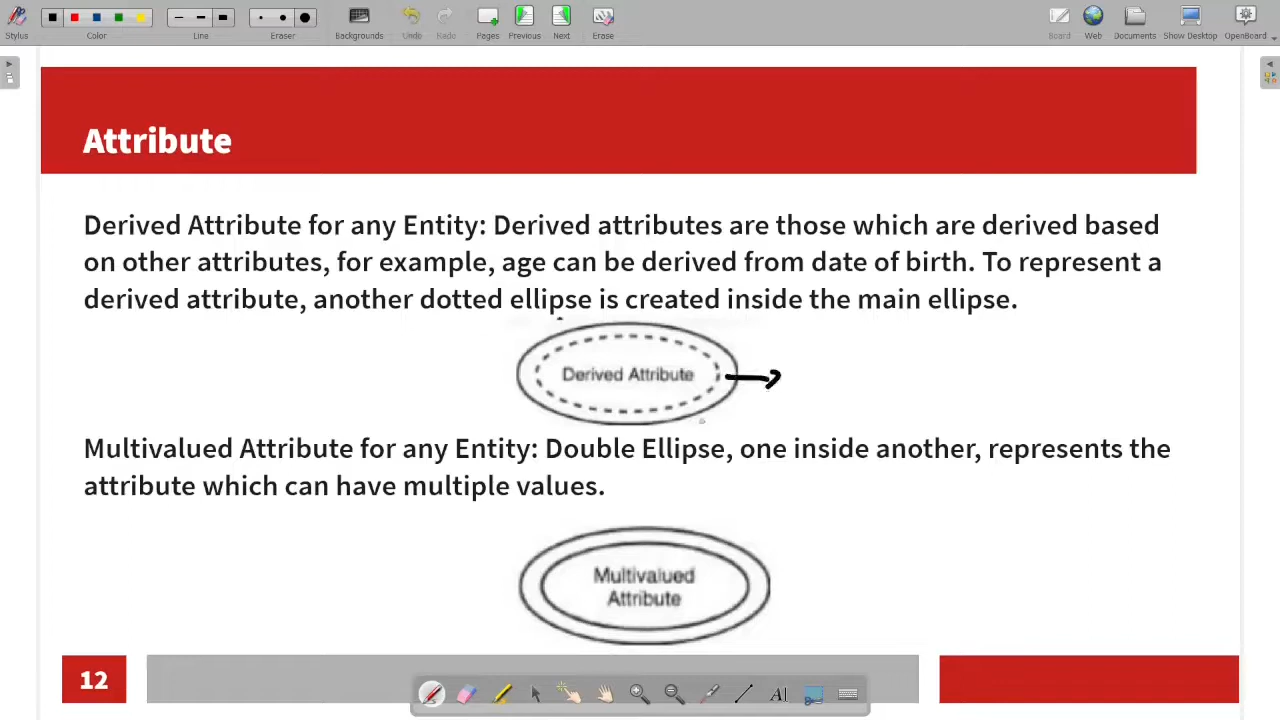 Stylus
Color
Line
Eraser
Backgrounds
Undo
Redo
Pages
Previous
Next
Erase
Board
Web
Documents
Show Desktop
OpenBoard
Attribute
Derived Attribute for any Entity: Derived attributes are those which are derived based
on other attributes, for example, age can be derived from date of birth. To represent a
derived attribute, another dotted ellipse is created inside the main ellipse.
Derived Attribute
Multivalued Attribute for any Entity: Double Ellipse, one inside another, represents the
attribute which can have multiple values.
Multivalued
Attribute
12
AI